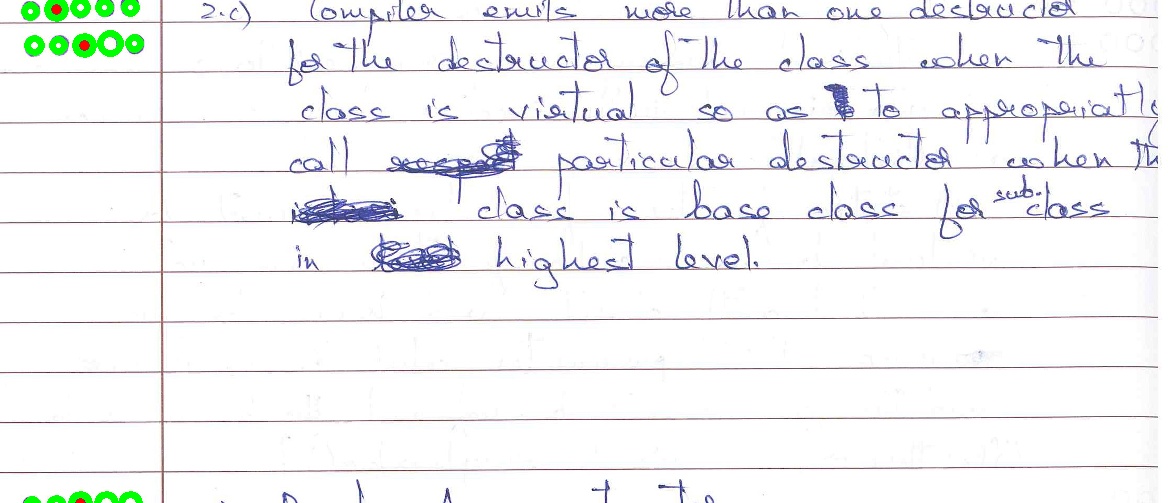 2.c) Compiler emits more than one destructor
for the destructor of the class when the
class is virtual so as to appropriatly
call particular destructor when th
class is base class for sub-class
in highest level.